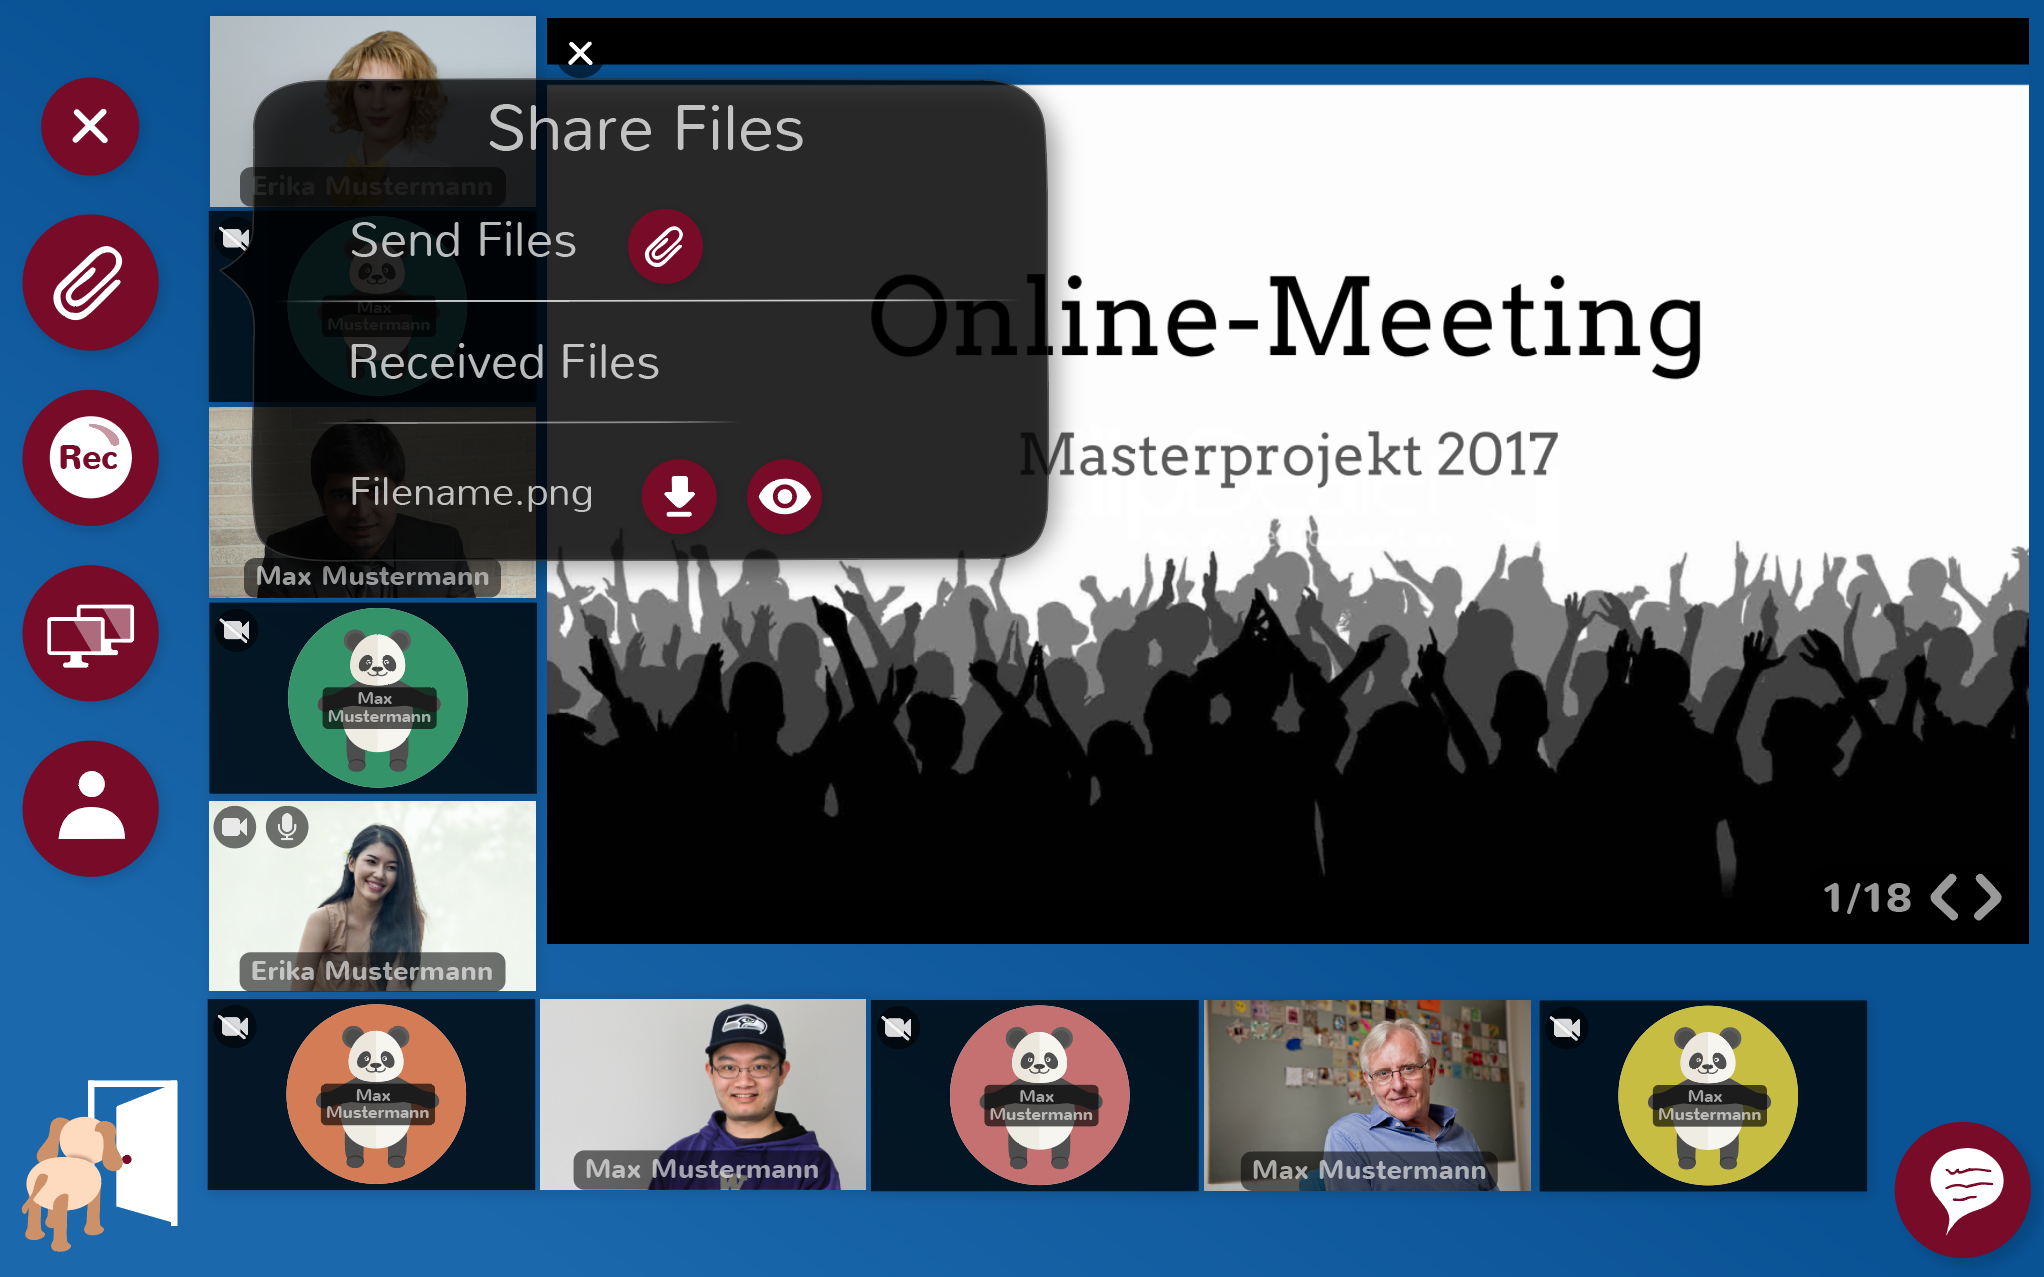 Share Files
Erika Mustermann
Send Files
Max
Mustermann
Received Files
Online-Meeting
Masterprojekt 2017
Rec
Filename.png
Max Mustermann
Max
Mustermann
1/18
Erika Mustermann
Max
Mustermann
Max Mustermann
Max
Mustermann
Max Mustermann
Max
Mustermann